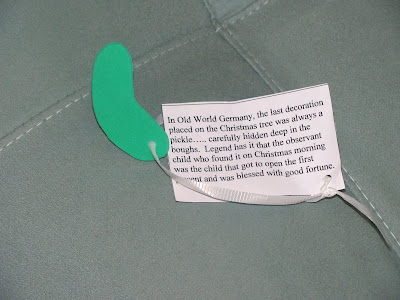 In Old World Germany, the last decoration
placed on the Christmas tree was always a
pickle..... carefully hidden deep in the
boughs.  Legend has it that the observant
child who found it on Christmas morning
was the child that got to open the first
and was blessed with good fortune.